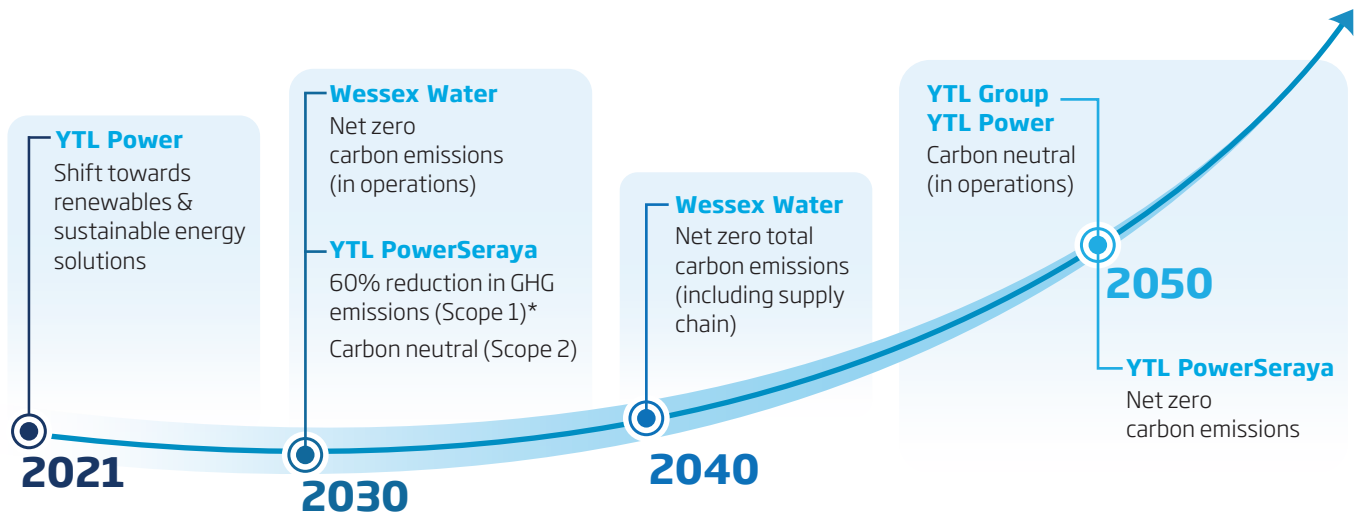 YTL Power
Shift towards
renewables &
sustainable energy
solutions
2021
Wessex Water
Net zero
carbon emissions
(in operations)
YTL PowerSeraya
60% reduction in GHG
emissions (Scope 1)*
Carbon neutral (Scope 2)
2030
Wessex Water
Net zero total
carbon emissions
(including supply
chain)
2040
YTL Group
YTL Power
Carbon neutral
(in operations)
2050
YTL PowerSeraya
Net zero
carbon emissions